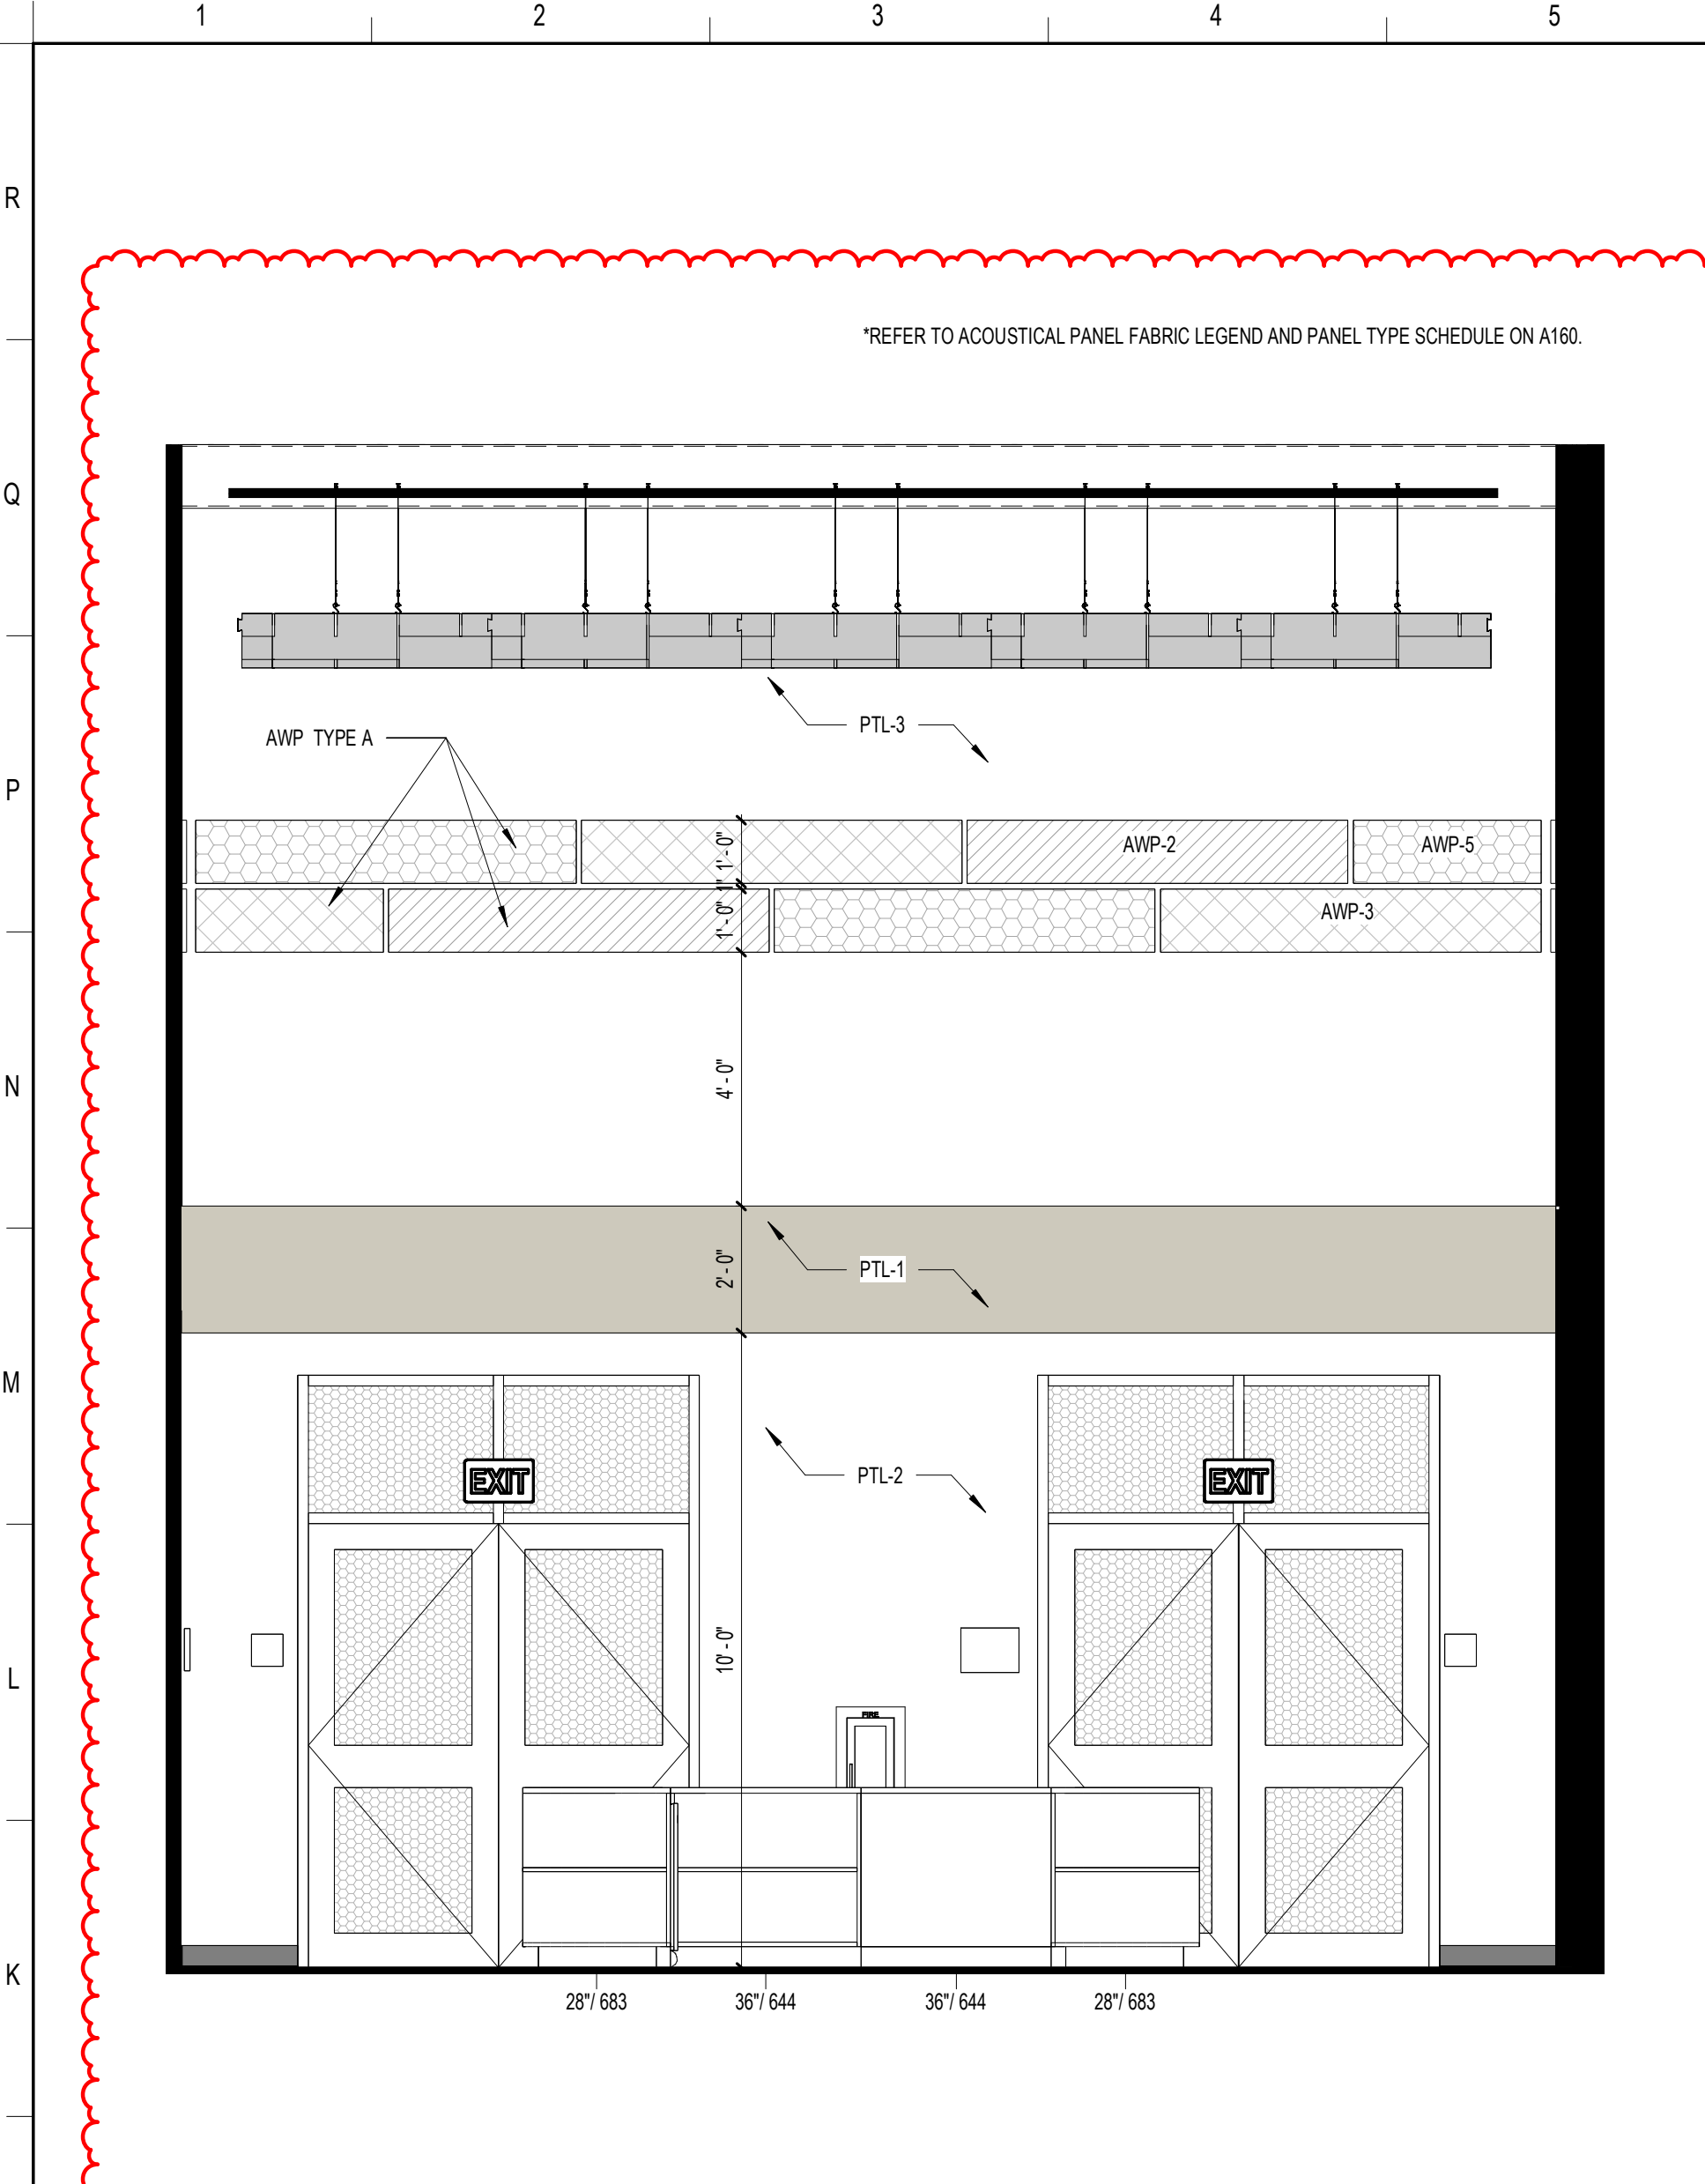 1 2 3 4 5
R
*REFER TO ACOUSTICAL PANEL FABRIC LEGEND AND PANEL TYPE SCHEDULE ON A160.
Q
PTL-3
AWP TYPE A
P
1' - 0"
AWP-2
AWP-5
1"
1' - 0"
AWP-3
N
4' - 0"
2' - 0"
PTL-1
M
PTL-2
EXIT
EXIT
10' - 0"
L
FIRE
K
28"/ 683
36"/ 644
36"/ 644
28"/ 683